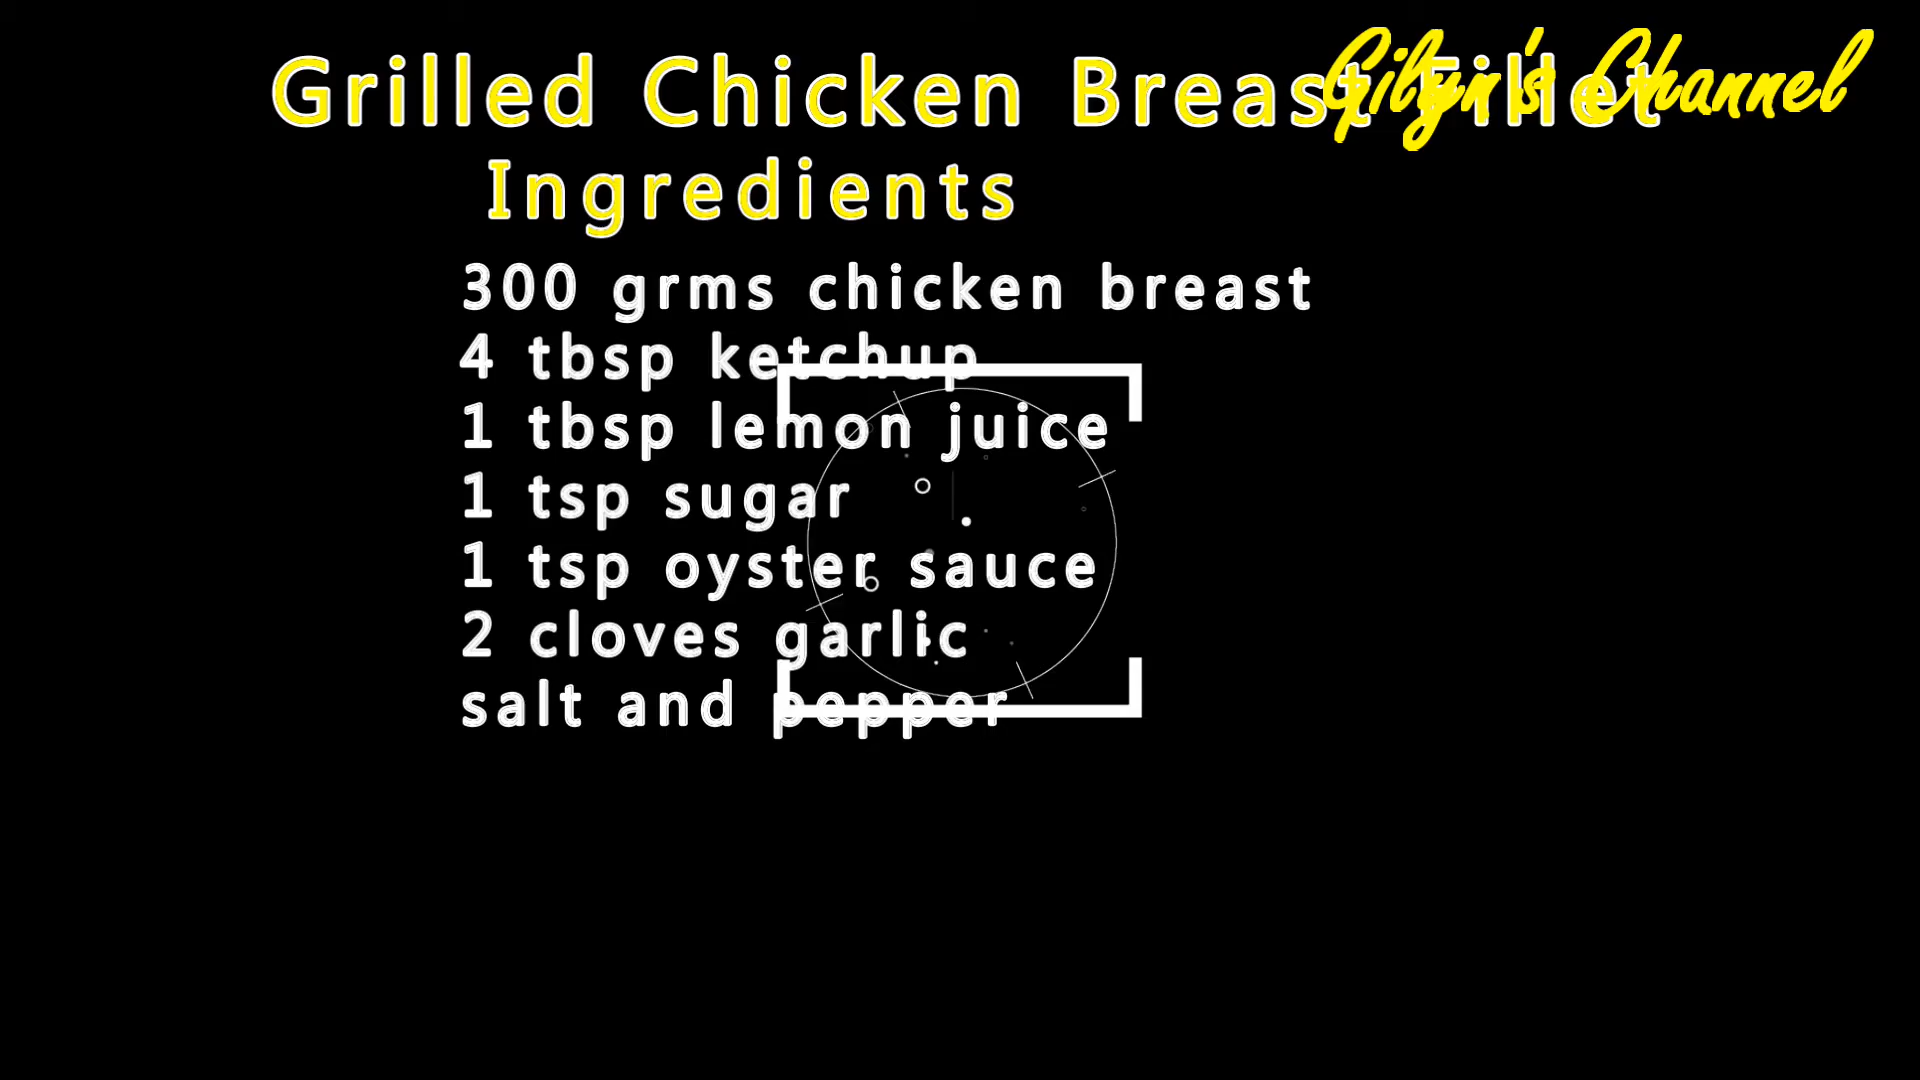 Grilled Chicken Breast Fillet
Gilyn's Channel
Ingredients
300 grms chicken breast
4 tbsp ketchup
1 tbsp lemon juice
1 tsp sugar
1 tsp oyster sauce
2 cloves garlic
salt and pepper